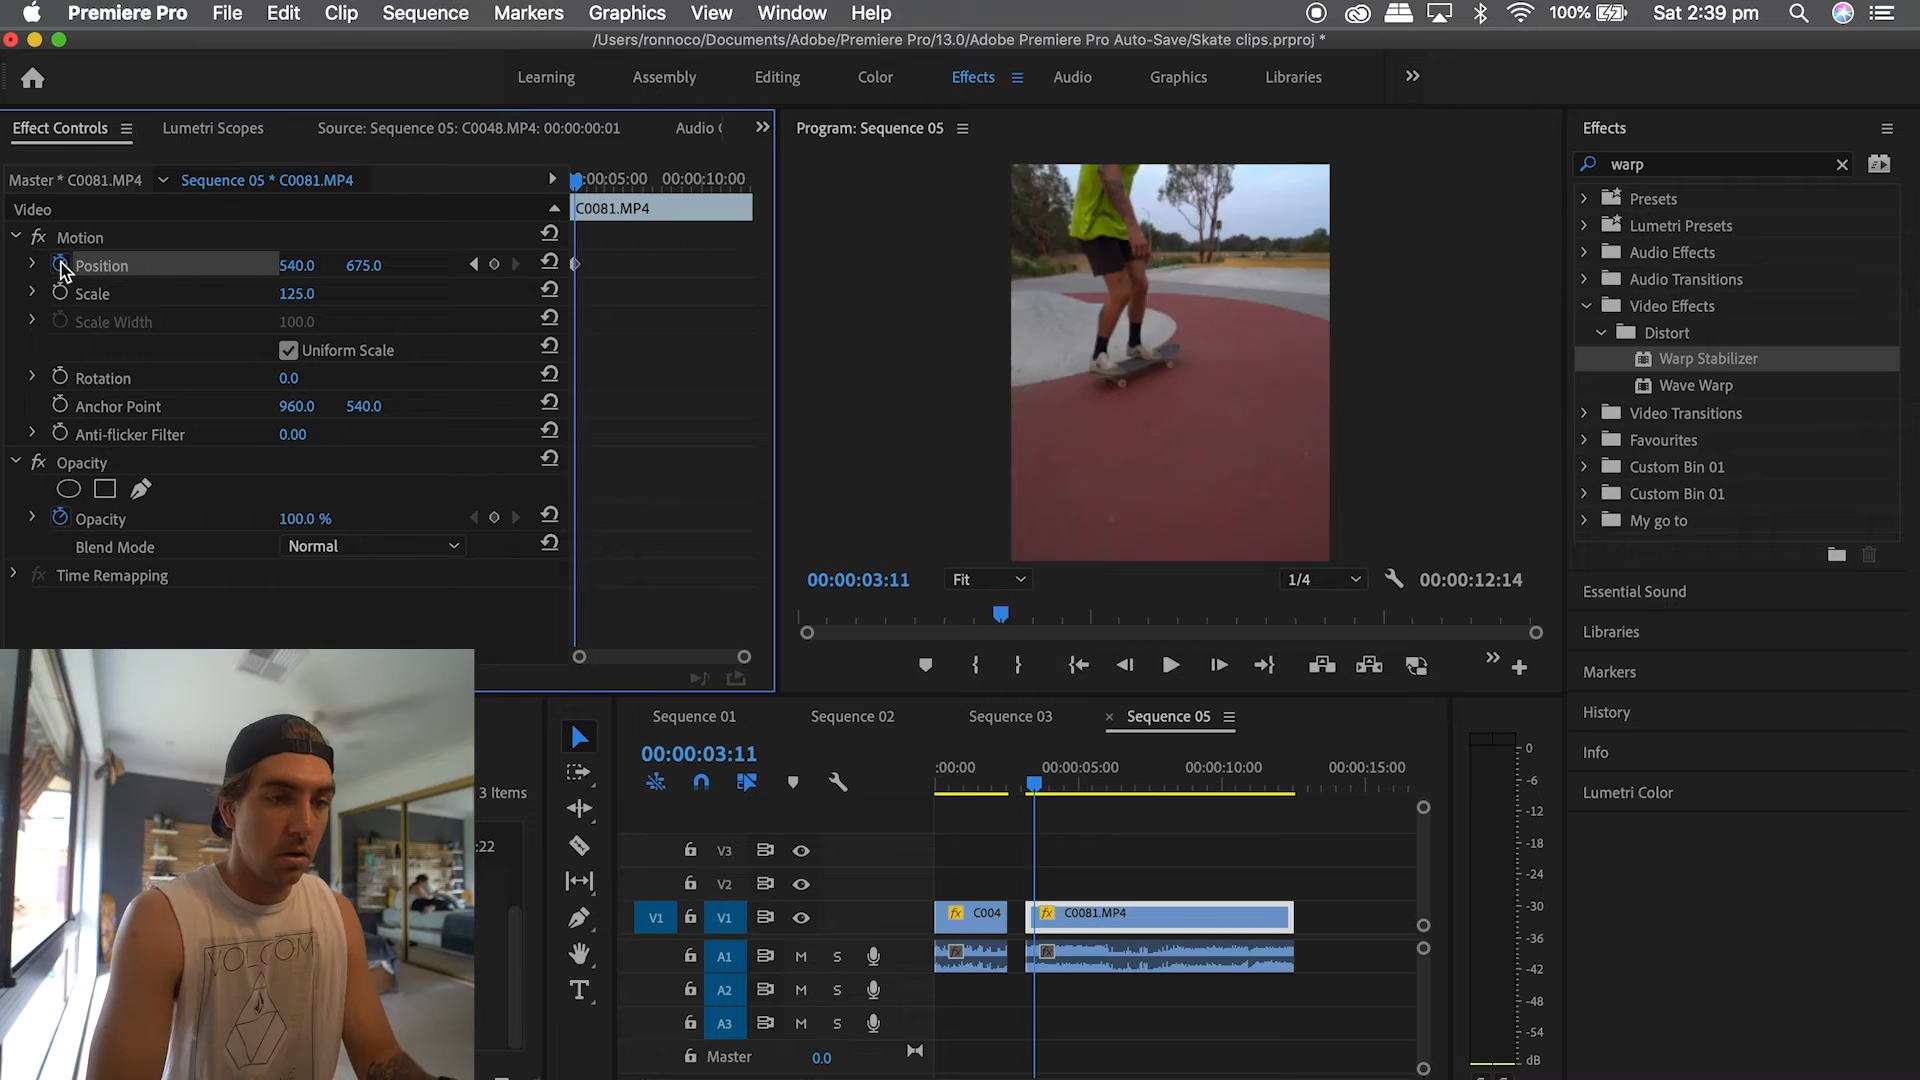 Premiere Pro File Edit Clip Sequence Markers Graphics View Window Help 100% Sat 2:39 pm
/Users/ronnoco/Documents/Adobe/Premiere Pro/13.0/Adobe Premiere Pro Auto-Save/Skate clips.prproj *
Learning Assembly Editing Color Effects Audio Graphics Libraries
Effect Controls Lumetri Scopes Source: Sequence 05: C0048.MP4: 00:00:00:01 Audio
Master * C0081.MP4 Sequence 05 * C0081.MP4
:00:05:00 00:00:10:00
Video
C0081.MP4
fx Motion
Position 540.0 675.0
Scale 125.0
Scale Width 100.0
Uniform Scale
Rotation 0.0
Anchor Point 960.0 540.0
Anti-flicker Filter 0.00
fx Opacity
Opacity 100.0 %
Blend Mode Normal
fx Time Remapping
Program: Sequence 05
00:00:03:11 Fit 1/4 00:00:12:14
Effects
warp
Presets
Lumetri Presets
Audio Effects
Audio Transitions
Video Effects
Distort
Warp Stabilizer
Wave Warp
Video Transitions
Favourites
Custom Bin 01
Custom Bin 01
My go to
Essential Sound
Libraries
Markers
History
Info
Lumetri Color
3 Items
:22
VOLCOM
Sequence 01 Sequence 02 Sequence 03 × Sequence 05
00:00:03:11
:00:00 00:00:05:00 00:00:10:00 00:00:15:00
V3
V2
V1 V1 fx C004 fx C0081.MP4
A1 M S fx fx
A2 M S
A3 M S
Master 0.0
0
-6
-12
-18
-24
-30
-36
-42
-48
-54
dB